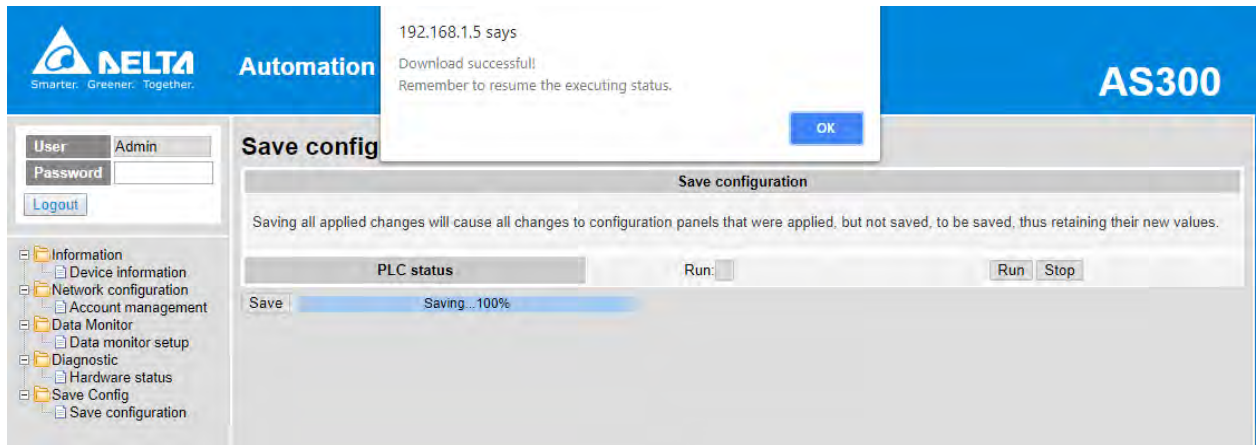 192.168.1.5 says
Download successful!
Remember to resume the executing status.
OK
DELTA
Smarter. Greener. Together.
Automation
AS300
User Admin
Password
Logout
Information
Device information
Network configuration
Account management
Data Monitor
Data monitor setup
Diagnostic
Hardware status
Save Config
Save configuration
Save config
Save configuration
Saving all applied changes will cause all changes to configuration panels that were applied, but not saved, to be saved, thus retaining their new values.
PLC status Run: Run Stop
Save Saving...100%